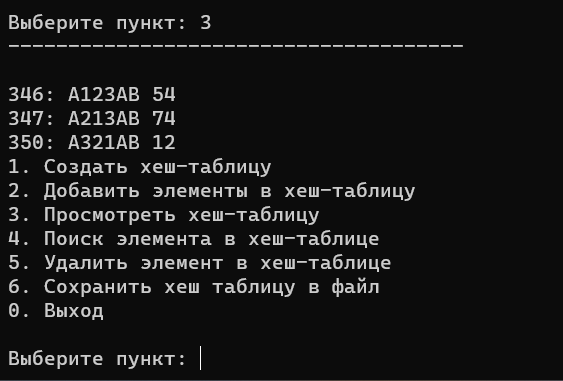 Выберите пункт: 3
--------------------------------------
346: A123AB 54
347: A213AB 74
350: A321AB 12
1. Создать хеш-таблицу
2. Добавить элементы в хеш-таблицу
3. Просмотреть хеш-таблицу
4. Поиск элемента в хеш-таблице
5. Удалить элемент в хеш-таблице
6. Сохранить хеш таблицу в файл
0. Выход
Выберите пункт: